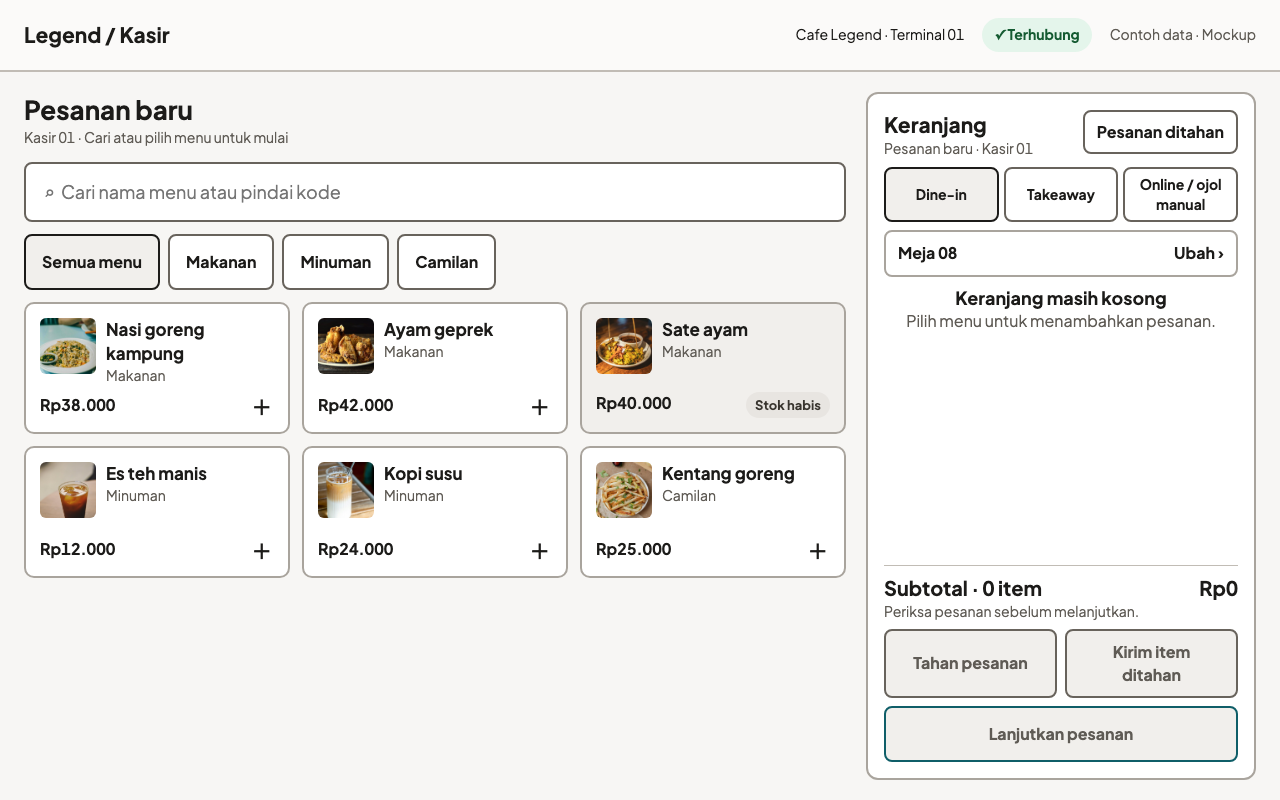 Legend / Kasir
Cafe Legend · Terminal 01
✓Terhubung
Contoh data · Mockup
Pesanan baru
Kasir 01 · Cari atau pilih menu untuk mulai
Cari nama menu atau pindai kode
Semua menu
Makanan
Minuman
Camilan
Nasi goreng
kampung
Makanan
Rp38.000
+
Ayam geprek
Makanan
Rp42.000
+
Sate ayam
Makanan
Rp40.000
Stok habis
Es teh manis
Minuman
Rp12.000
+
Kopi susu
Minuman
Rp24.000
+
Kentang goreng
Camilan
Rp25.000
+
Keranjang
Pesanan baru · Kasir 01
Pesanan ditahan
Dine-in
Takeaway
Online / ojol
manual
Meja 08
Ubah ›
Keranjang masih kosong
Pilih menu untuk menambahkan pesanan.
Subtotal · 0 item
Rp0
Periksa pesanan sebelum melanjutkan.
Tahan pesanan
Kirim item
ditahan
Lanjutkan pesanan